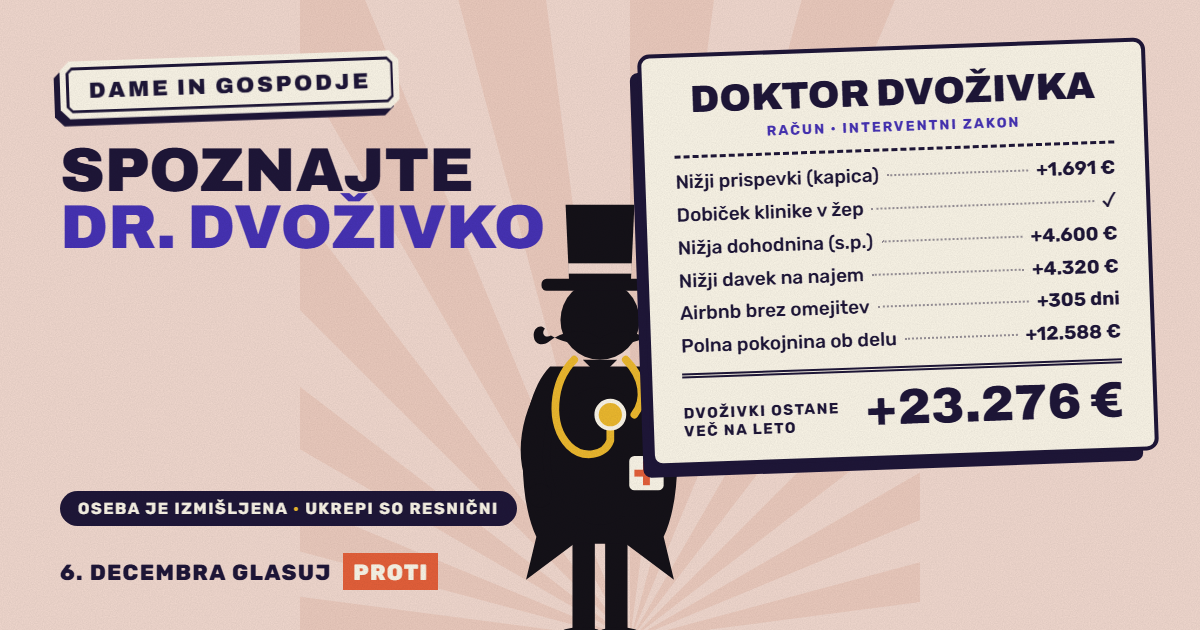 DAME IN GOSPODJE
SPOZNAJTE
DR. DVOŽIVKO
DOKTOR DVOŽIVKA
RAČUN • INTERVENTNI ZAKON
Nižji prispevki (kapica) +1.691 €
Dobiček klinike v žep ✓
Nižja dohodnina (s.p.) +4.600 €
Nižji davek na najem +4.320 €
Airbnb brez omejitev +305 dni
Polna pokojnina ob delu +12.588 €
DVOŽIVKI OSTANE
VEČ NA LETO
+23.276 €
OSEBA JE IZMIŠLJENA • UKREPI SO RESNIČNI
6. DECEMBRA GLASUJ PROTI